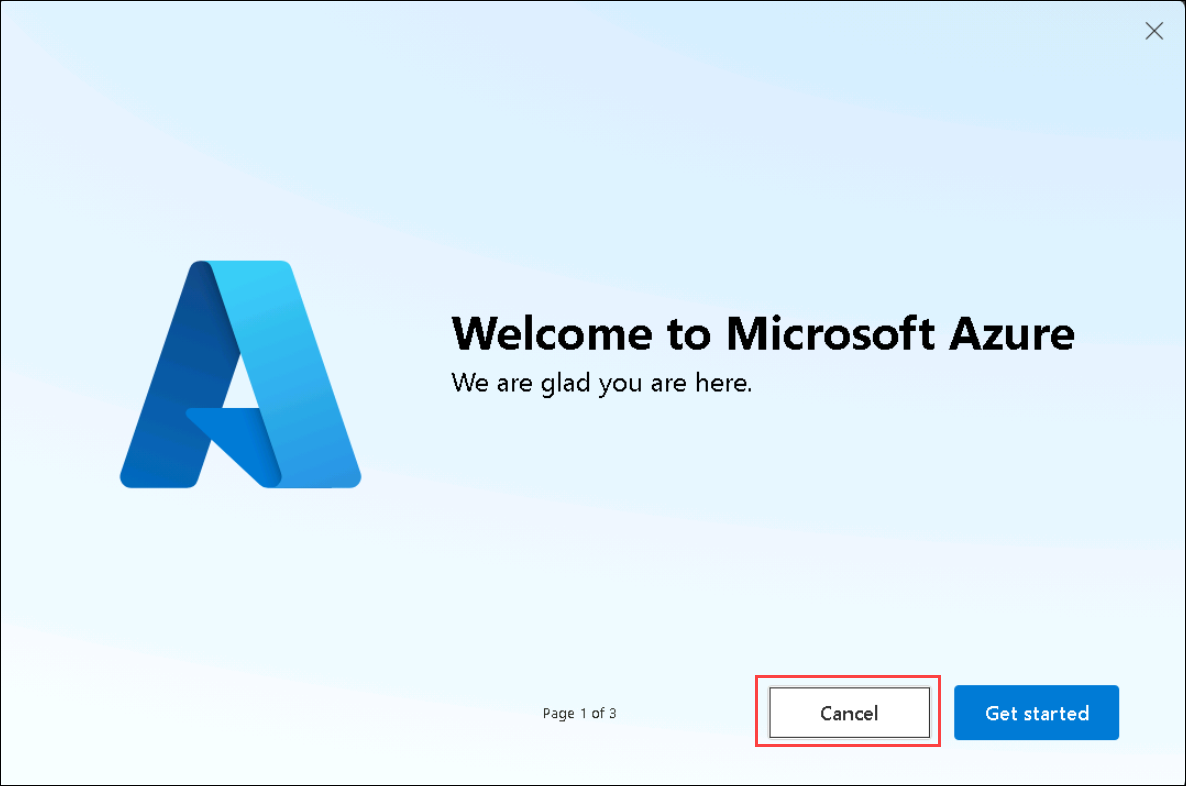 Welcome to Microsoft Azure
We are glad you are here.
Page 1 of 3
Cancel
Get started